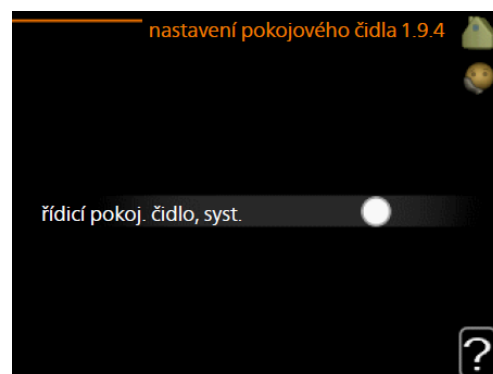 nastavení pokojového čidla 1.9.4
řídicí pokoj. čidlo, syst.
?